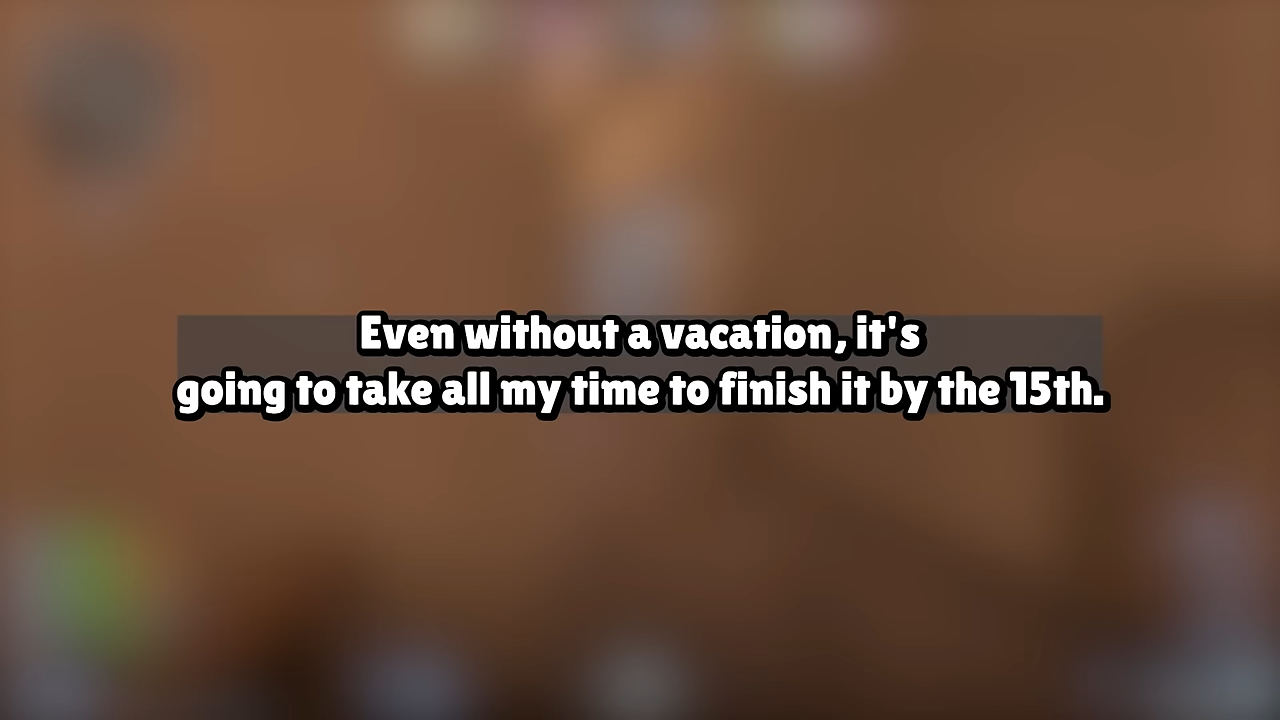 Even without a vacation, it's
going to take all my time to finish it by the 15th.